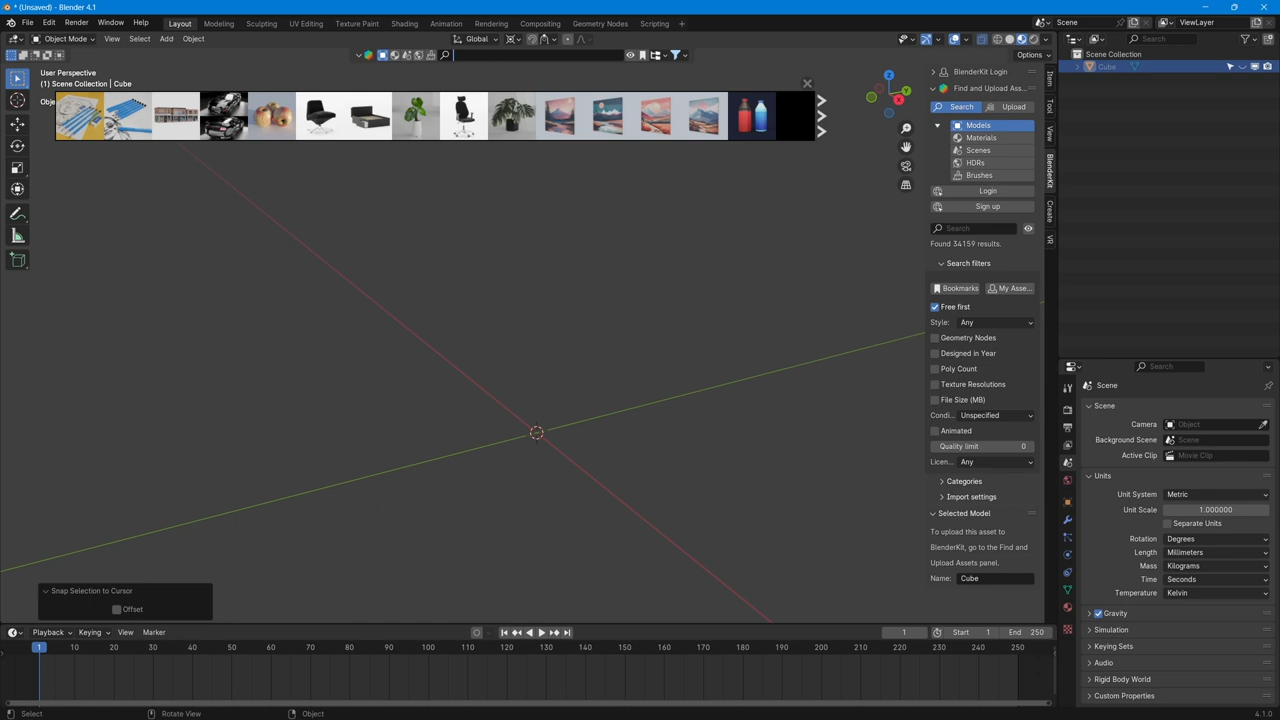 * (Unsaved) - Blender 4.1
File Edit Render Window Help Layout Modeling Sculpting UV Editing Texture Paint Shading Animation Rendering Compositing Geometry Nodes Scripting + Scene ViewLayer
Object Mode View Select Add Object Global Search
Options Scene Collection
Cube
User Perspective
(1) Scene Collection | Cube
Obje
BlenderKit Login
Find and Upload Asse...
Search Upload
Models
Materials
Scenes
HDRs
Brushes
Login
Sign up
Search
Found 34159 results.
Search filters
Bookmarks My Asse...
Free first
Style: Any
Geometry Nodes
Designed in Year
Poly Count
Texture Resolutions
File Size (MB)
Condi... Unspecified
Animated
Quality limit 0
Licen... Any
Categories
Import settings
Selected Model
To upload this asset to
BlenderKit, go to the Find and
Upload Assets panel.
Name: Cube
Item
Tool
View
BlenderKit
Create
VR
Search
Scene
Scene
Camera Object
Background Scene Scene
Active Clip Movie Clip
Units
Unit System Metric
Unit Scale 1.000000
Separate Units
Rotation Degrees
Length Millimeters
Mass Kilograms
Time Seconds
Temperature Kelvin
Gravity
Simulation
Keying Sets
Audio
Rigid Body World
Custom Properties
Snap Selection to Cursor
Offset
Playback Keying View Marker 1 Start 1 End 250
1 10 20 30 40 50 60 70 80 90 100 110 120 130 140 150 160 170 180 190 200 210 220 230 240 250
Select Rotate View Object 4.1.0